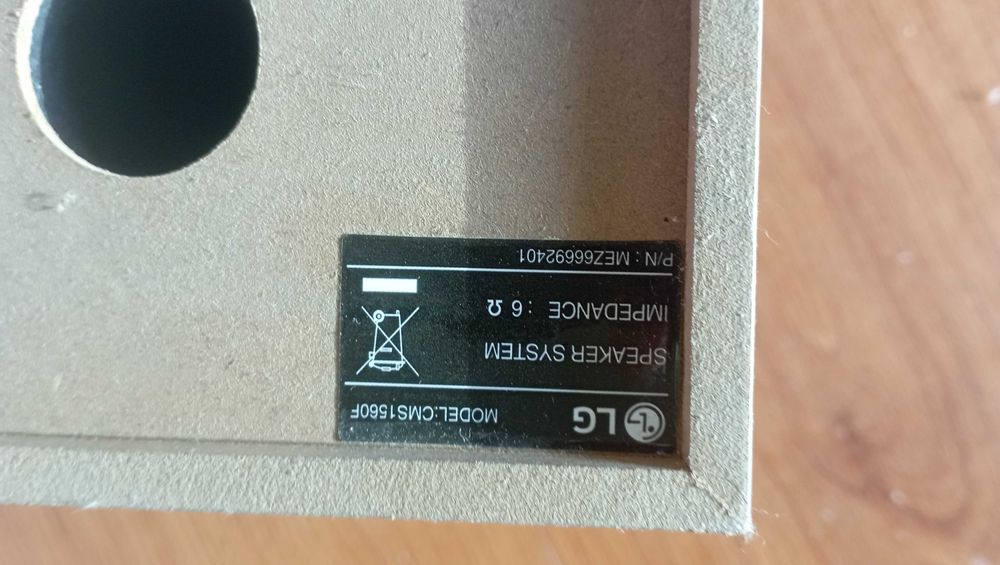 LG MODEL:CMS1560F
SPEAKER SYSTEM
IMPEDANCE : 6 Ω
P/N : MEZ66692401